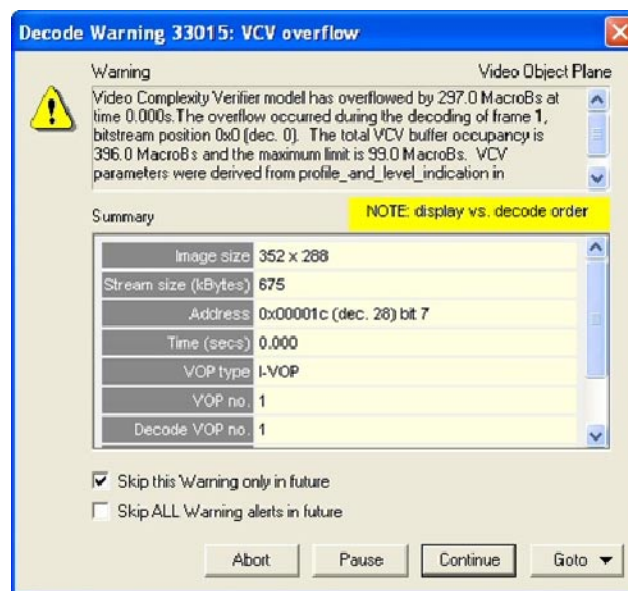 Decode Warning 33015: VCV overflow
Warning Video Object Plane
Video Complexity Verifier model has overflowed by 297.0 MacroBs at
time 0.000s.The overflow occurred during the decoding of frame 1,
bitstream position 0x0 (dec. 0). The total VCV buffer occupancy is
396.0 MacroBs and the maximum limit is 99.0 MacroBs. VCV
parameters were derived from profile_and_level_indication in
Summary NOTE: display vs. decode order
Image size 352 x 288
Stream size (kBytes) 675
Address 0x00001c (dec. 28) bit 7
Time (secs) 0.000
VOP type I-VOP
VOP no. 1
Decode VOP no. 1
Skip this Warning only in future
Skip ALL Warning alerts in future
Abort Pause Continue Goto